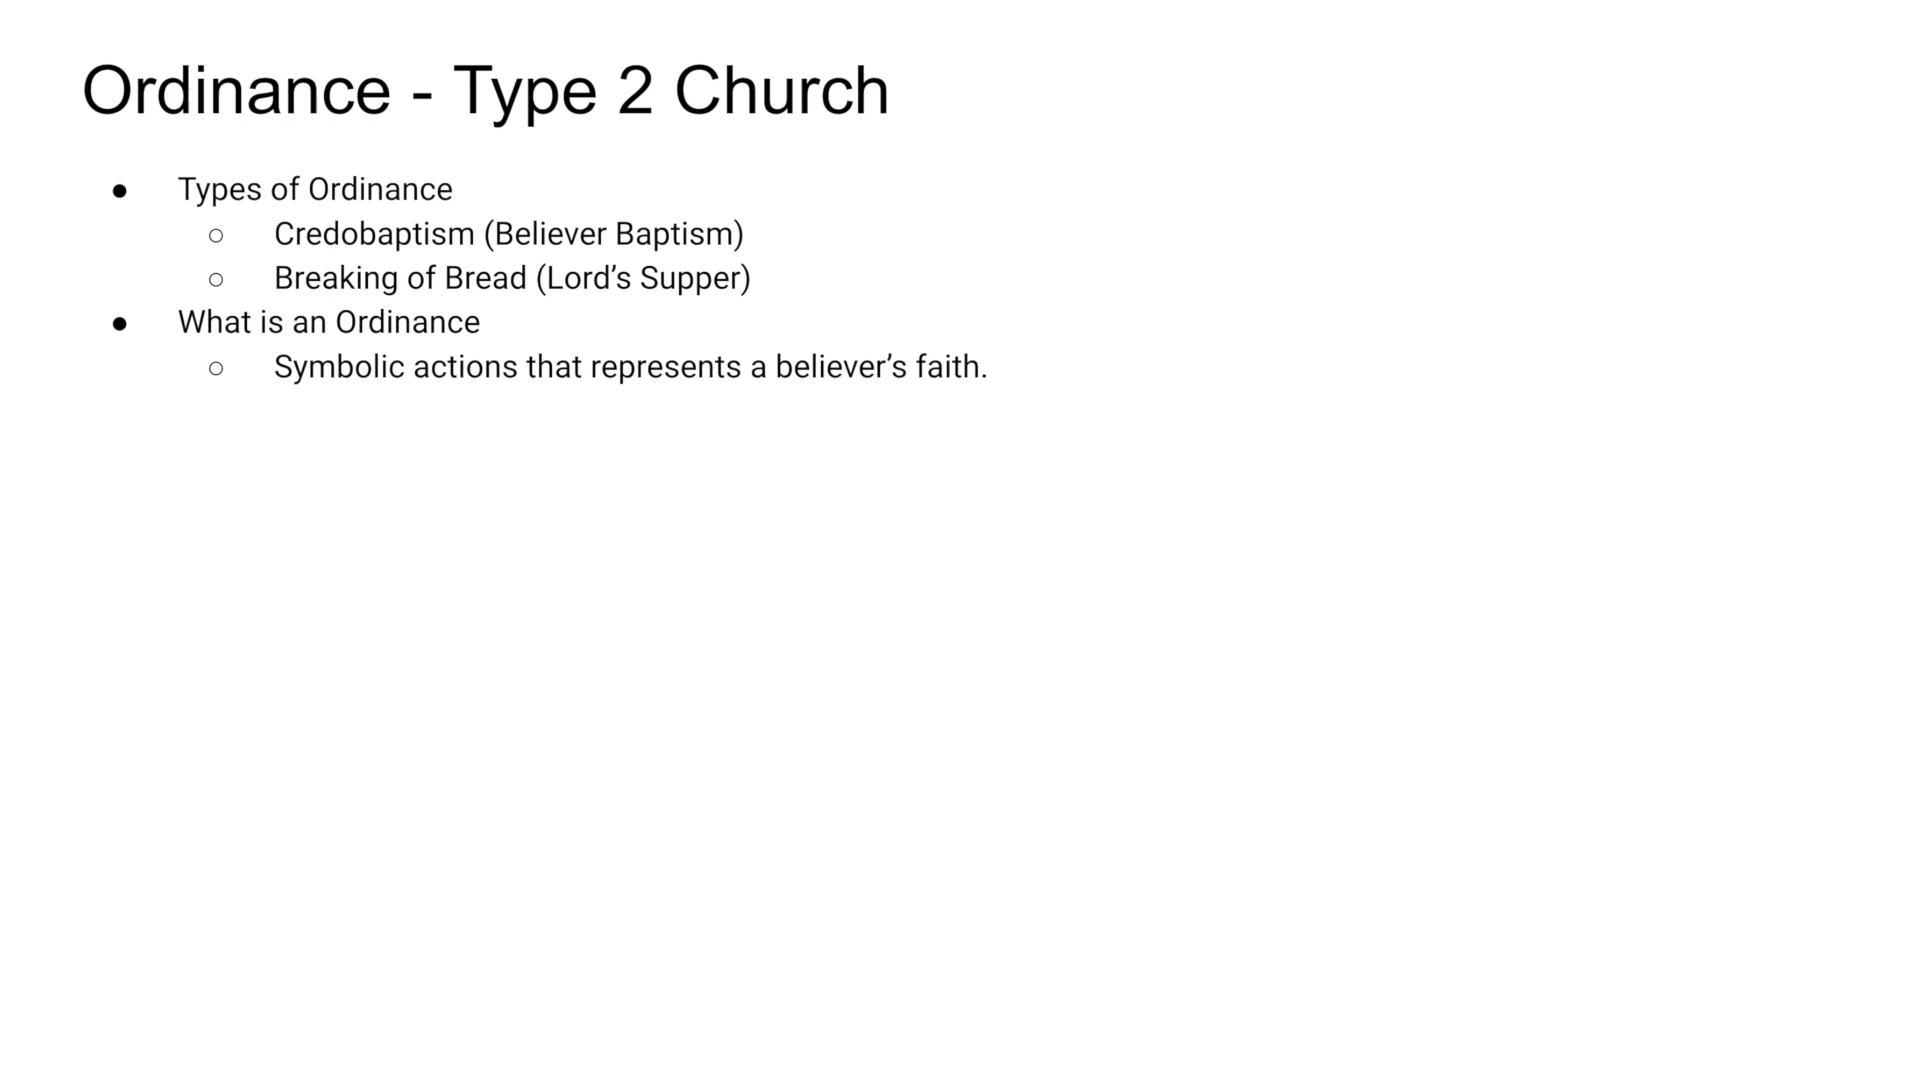 Ordinance - Type 2 Church
● Types of Ordinance
○ Credobaptism (Believer Baptism)
○ Breaking of Bread (Lord’s Supper)
● What is an Ordinance
○ Symbolic actions that represents a believer’s faith.